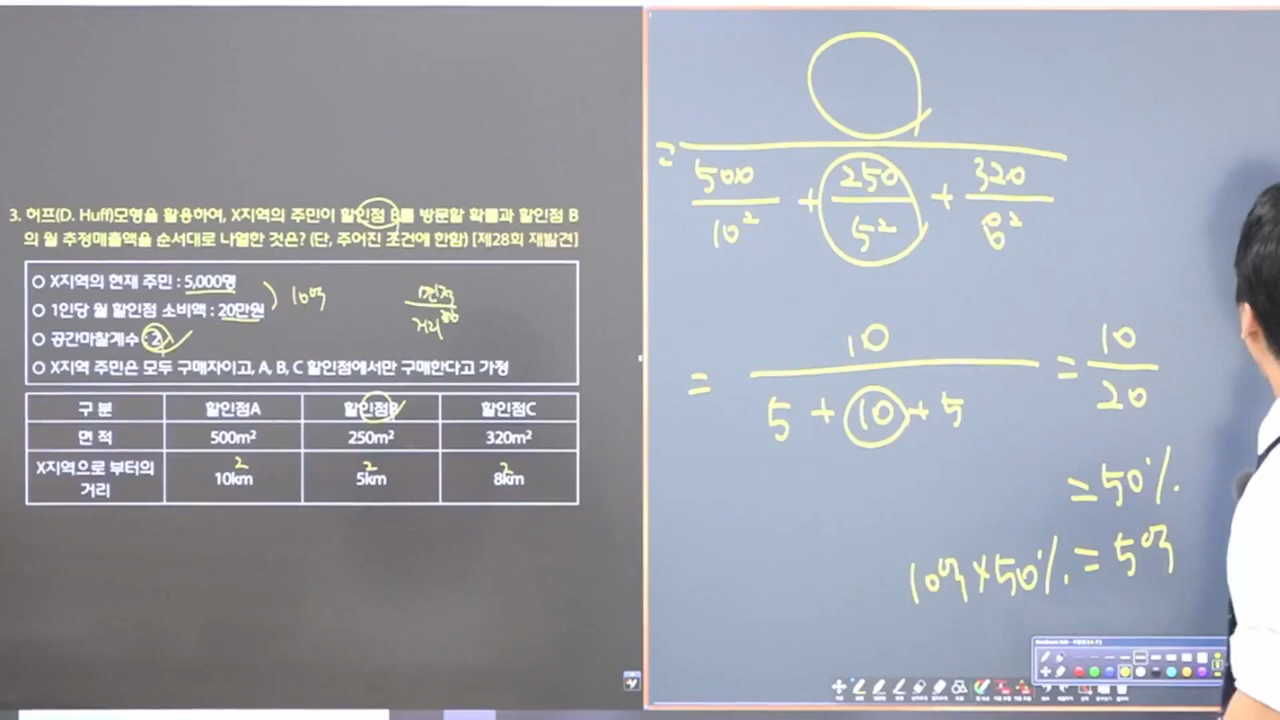 3. 허프(D. Huff)모형을 활용하여, X지역의 주민이 할인점 B를 방문할 확률과 할인점 B
의 월 추정매출액을 순서대로 나열한 것은? (단, 주어진 조건에 한함) [제28회 재발견]
○ X지역의 현재 주민 : 5,000명
○ 1인당 월 할인점 소비액 : 20만원
10억
면적
거리
○ 공간마찰계수 : 2
○ X지역 주민은 모두 구매자이고, A, B, C 할인점에서만 구매한다고 가정
구 분 할인점A 할인점B 할인점C
면 적 500m² 250m² 320m²
2 2 2
X지역으로 부터의 거리 10km 5km 8km
=
500 + 250 + 320
10² 5² 8²
10 10
= =
5 + 10 + 5 20
= 50%
10억 × 50% = 5억